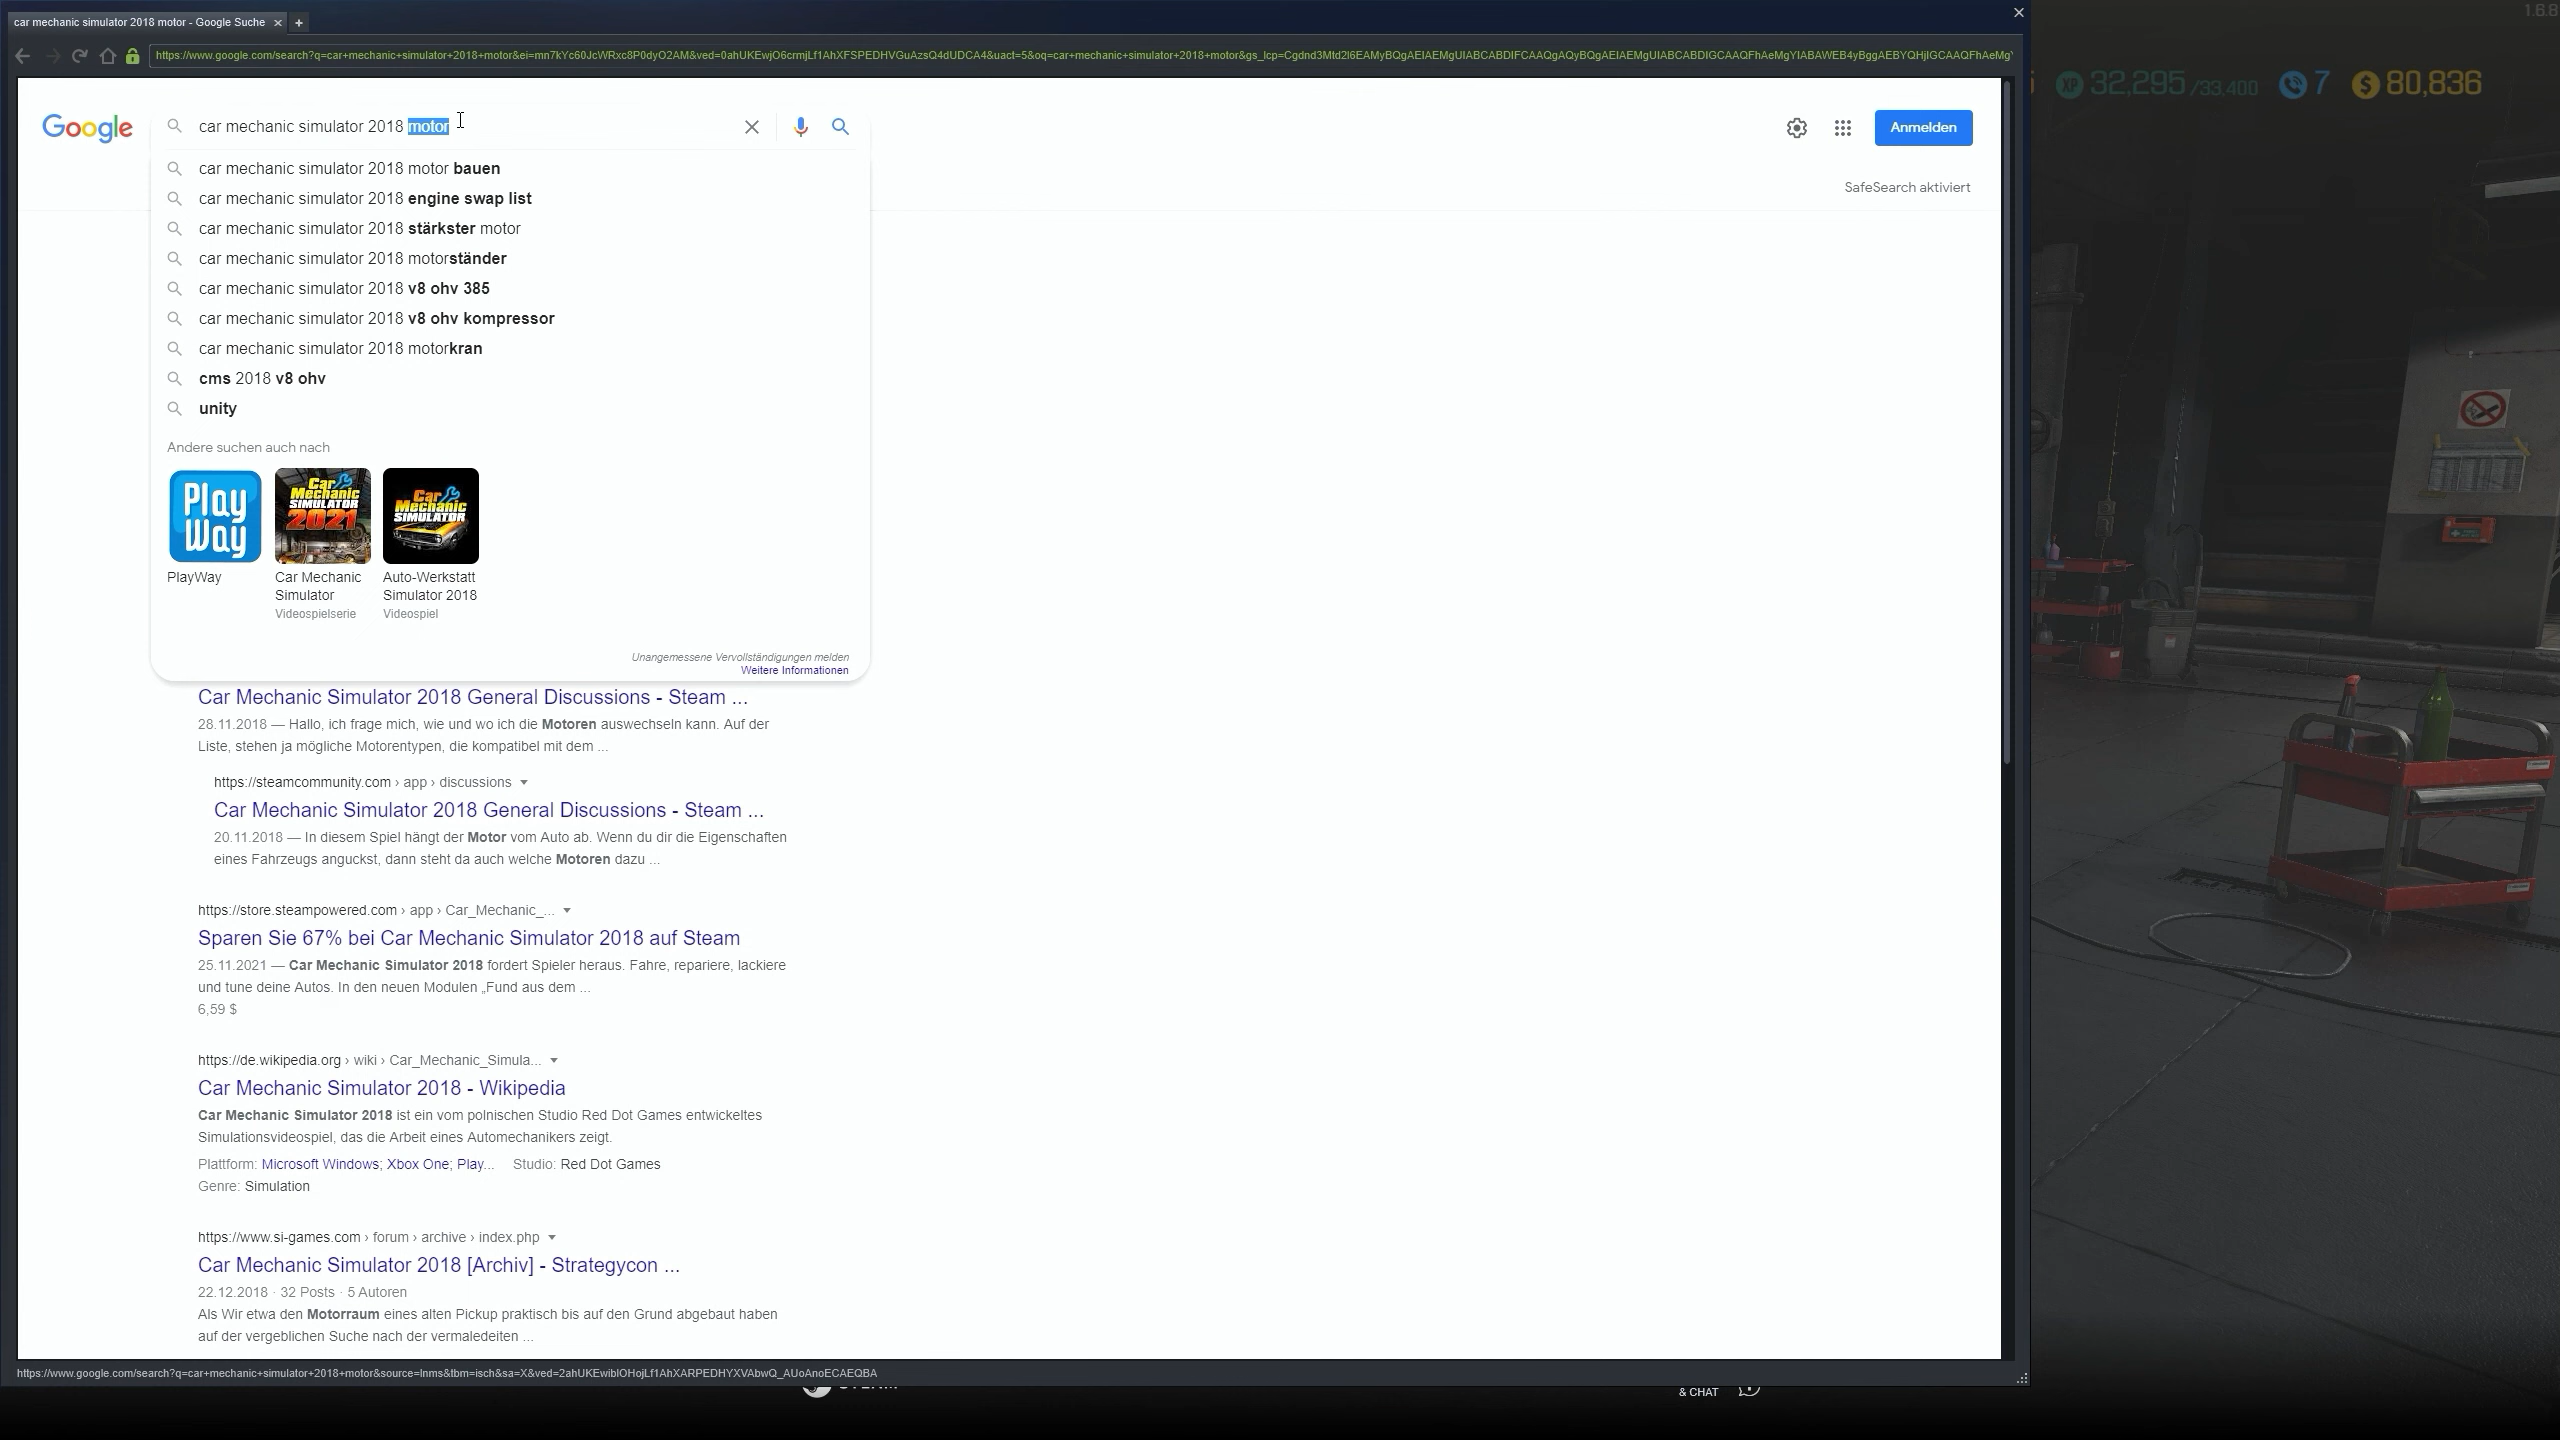 car mechanic simulator 2018 motor - Google Suche
1.6.8
https://www.google.com/search?q=car+mechanic+simulator+2018+motor&ei=mn7kYc60JcWRxc8P0dyO2AM&ved=0ahUKEwjO6crmjLf1AhXFSPEDHVGuAzsQ4dUDCA4&uact=5&oq=car+mechanic+simulator+2018+motor&gs_lcp=Cgdnd3Mtd2l6EAMyBQgAEIAEMgUIABCABDIFCAAQgAQyBQgAEIAEMgUIABCABDIGCAAQFhAeMgYIABAWEB4yBggAEBYQHjIGCAAQFhAeMgY
XP 32,295 /33,400 7 $ 80,836
Google
car mechanic simulator 2018 motor
Anmelden
SafeSearch aktiviert
car mechanic simulator 2018 motor bauen
car mechanic simulator 2018 engine swap list
car mechanic simulator 2018 stärkster motor
car mechanic simulator 2018 motorständer
car mechanic simulator 2018 v8 ohv 385
car mechanic simulator 2018 v8 ohv kompressor
car mechanic simulator 2018 motorkran
cms 2018 v8 ohv
unity
Andere suchen auch nach
Play Way
Car Mechanic SIMULATOR 2021
Car Mechanic SIMULATOR
PlayWay
Car Mechanic Simulator
Videospielserie
Auto-Werkstatt Simulator 2018
Videospiel
Unangemessene Vervollständigungen melden
Weitere Informationen
Car Mechanic Simulator 2018 General Discussions - Steam ...
28.11.2018 — Hallo, ich frage mich, wie und wo ich die Motoren auswechseln kann. Auf der
Liste, stehen ja mögliche Motorentypen, die kompatibel mit dem ...
https://steamcommunity.com › app › discussions
Car Mechanic Simulator 2018 General Discussions - Steam ...
20.11.2018 — In diesem Spiel hängt der Motor vom Auto ab. Wenn du dir die Eigenschaften
eines Fahrzeugs anguckst, dann steht da auch welche Motoren dazu ...
https://store.steampowered.com › app › Car_Mechanic_...
Sparen Sie 67% bei Car Mechanic Simulator 2018 auf Steam
25.11.2021 — Car Mechanic Simulator 2018 fordert Spieler heraus. Fahre, repariere, lackiere
und tune deine Autos. In den neuen Modulen „Fund aus dem ...
6,59 $
https://de.wikipedia.org › wiki › Car_Mechanic_Simula...
Car Mechanic Simulator 2018 - Wikipedia
Car Mechanic Simulator 2018 ist ein vom polnischen Studio Red Dot Games entwickeltes
Simulationsvideospiel, das die Arbeit eines Automechanikers zeigt.
Plattform: Microsoft Windows; Xbox One; Play... Studio: Red Dot Games
Genre: Simulation
https://www.si-games.com › forum › archive › index.php
Car Mechanic Simulator 2018 [Archiv] - Strategycon ...
22.12.2018 · 32 Posts · 5 Autoren
Als Wir etwa den Motorraum eines alten Pickup praktisch bis auf den Grund abgebaut haben
auf der vergeblichen Suche nach der vermaledeiten ...
https://www.google.com/search?q=car+mechanic+simulator+2018+motor&source=lnms&tbm=isch&sa=X&ved=2ahUKEwiblOHojLf1AhXARPEDHYXVAbwQ_AUoAnoECAEQBA
& CHAT